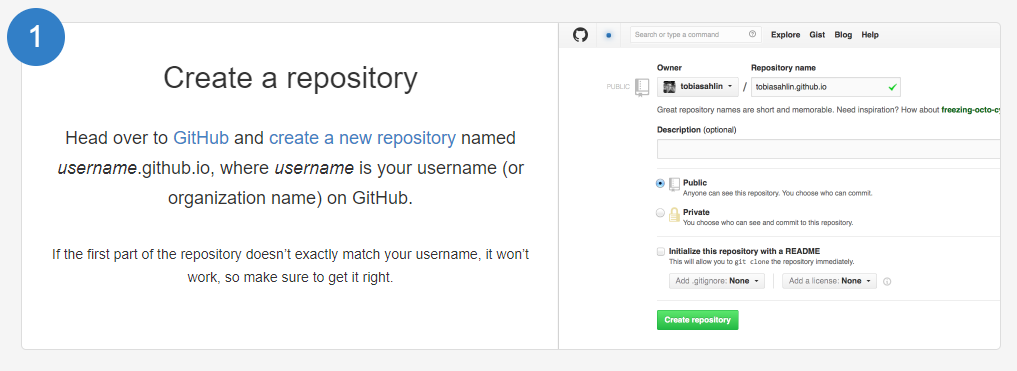 1
Create a repository
Head over to GitHub and create a new repository named
username.github.io, where username is your username (or
organization name) on GitHub.
If the first part of the repository doesn’t exactly match your username, it won’t
work, so make sure to get it right.
Search or type a command
Explore Gist Blog Help
Owner Repository name
PUBLIC tobiasahlin / tobiasahlin.github.io
Great repository names are short and memorable. Need inspiration? How about freezing-octo-cy
Description (optional)
Public
Anyone can see this repository. You choose who can commit.
Private
You choose who can see and commit to this repository.
Initialize this repository with a README
This will allow you to git clone the repository immediately.
Add .gitignore: None Add a license: None
Create repository